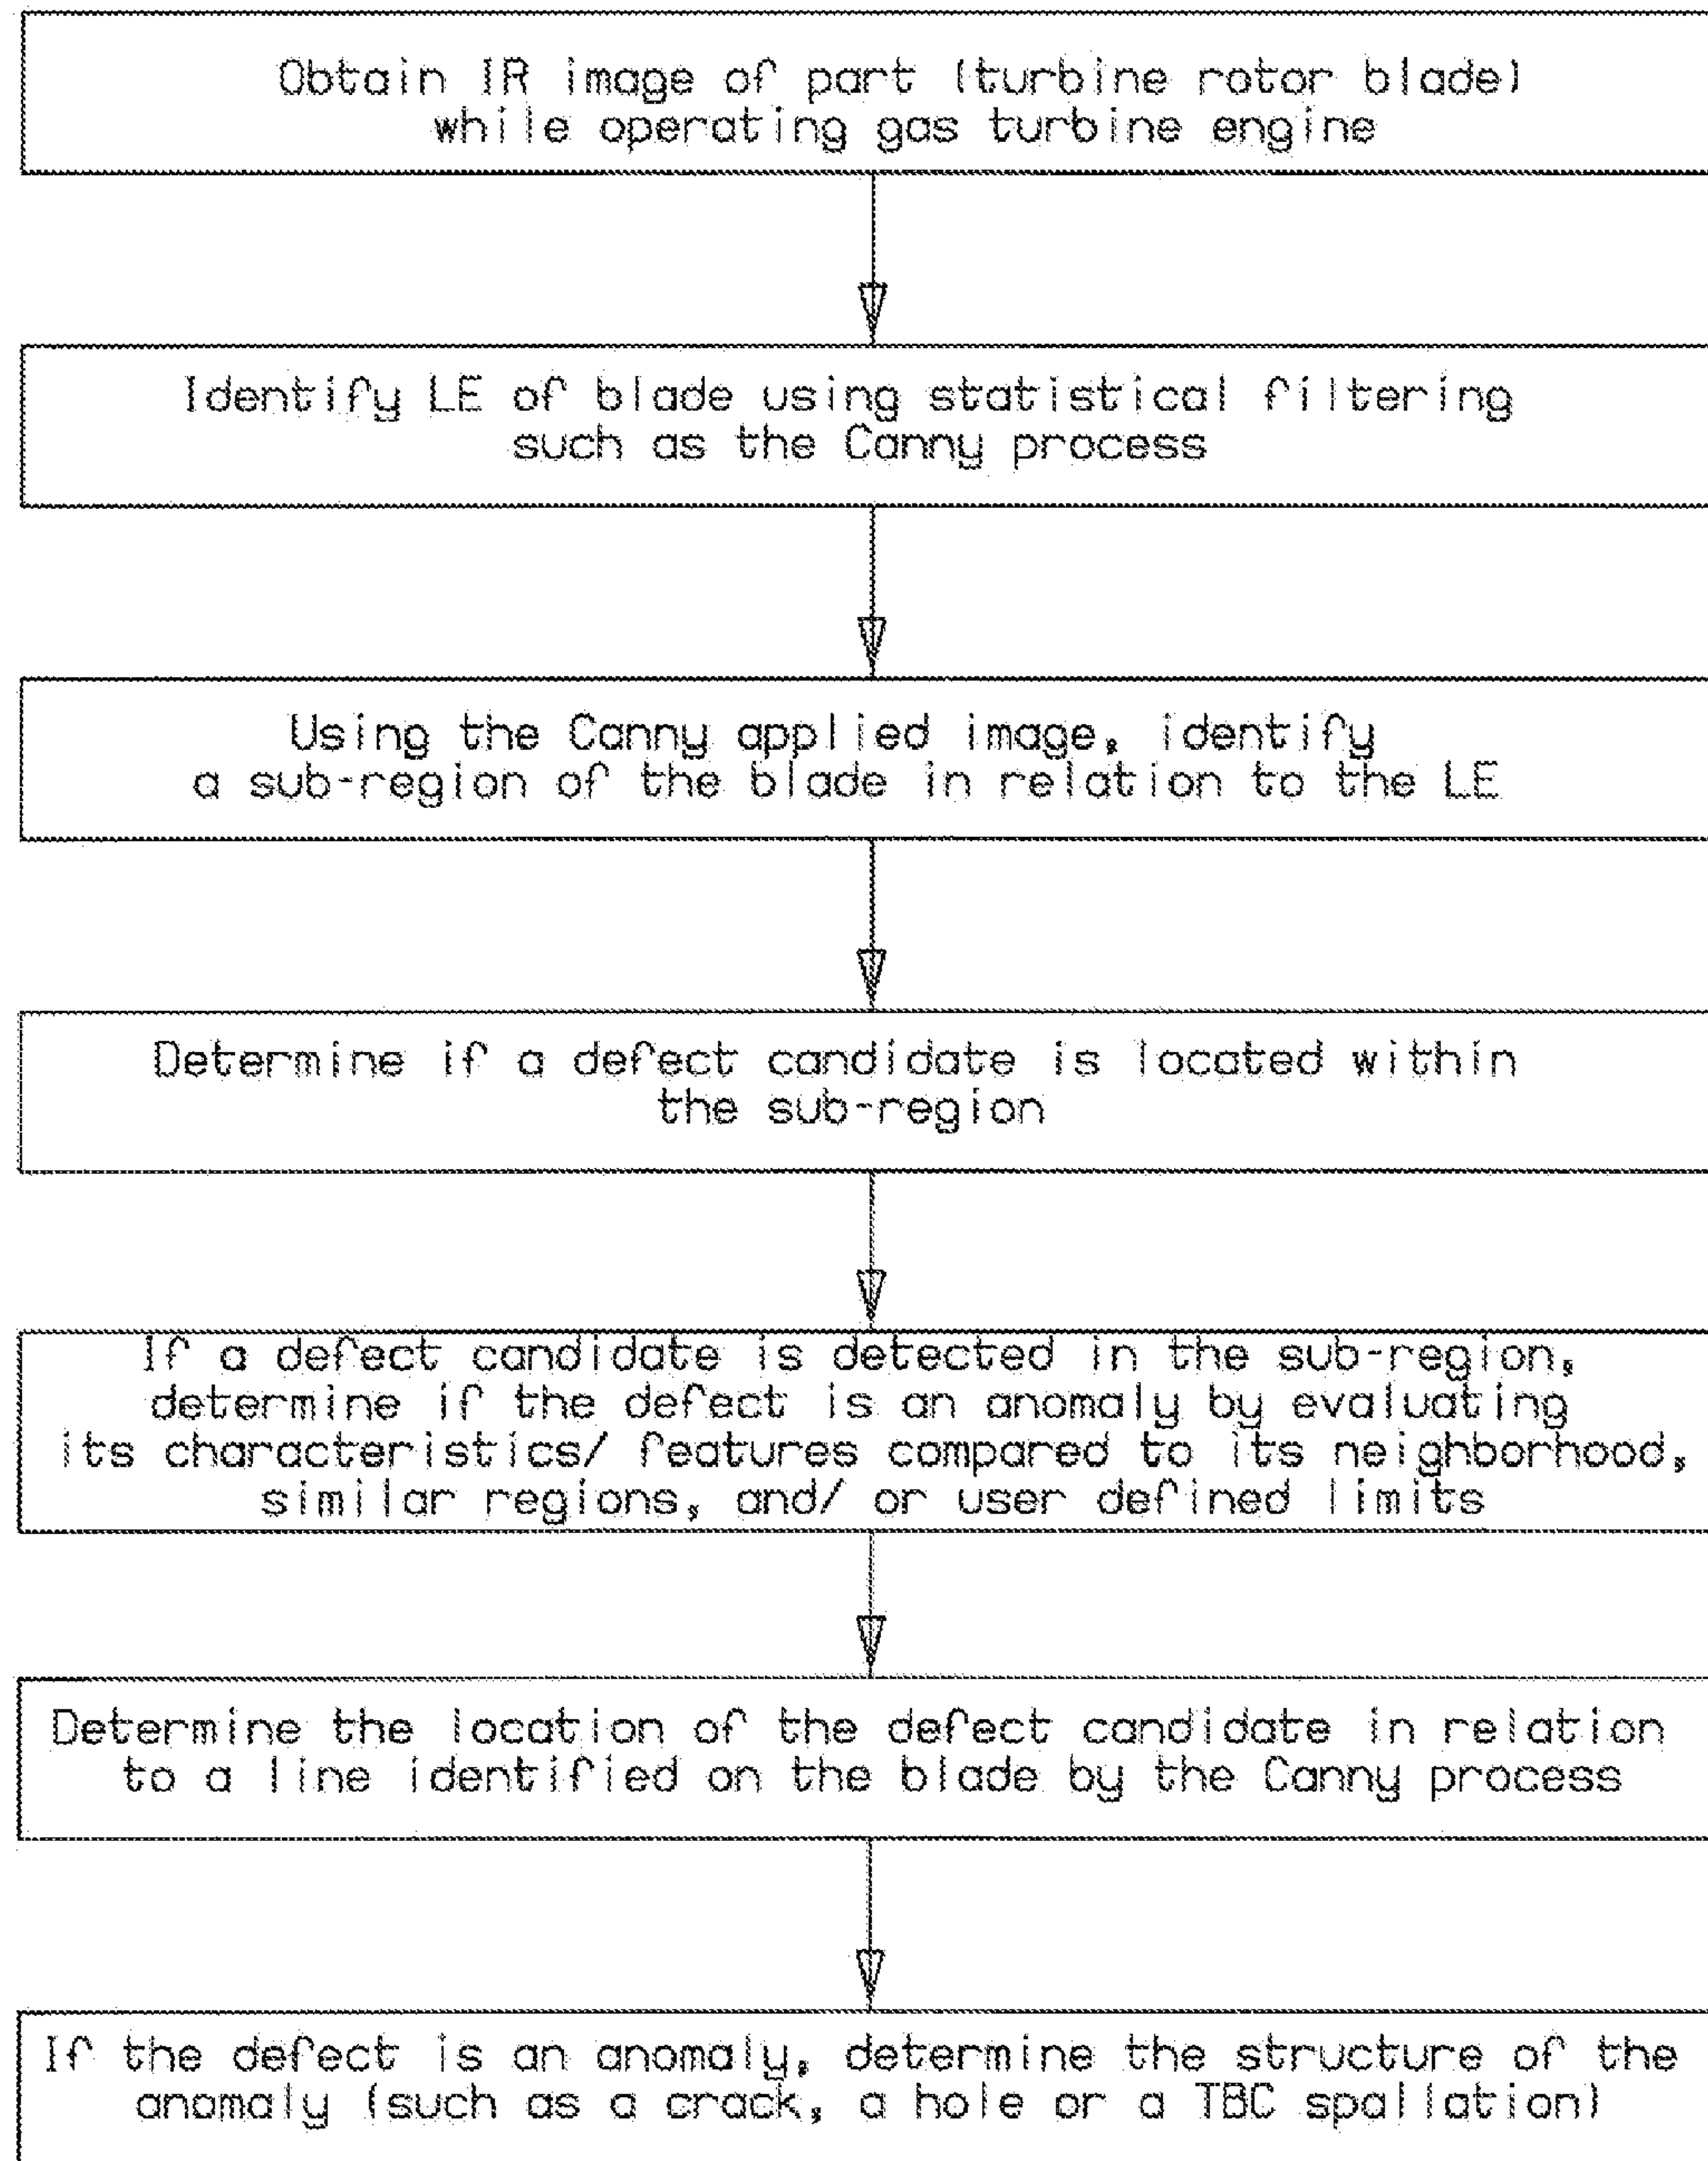 Obtain IR image of part (turbine rotor blade)
while operating gas turbine engine
Identify LE of blade using statistical filtering
such as the Canny process
Using the Canny applied image, identify
a sub-region of the blade in relation to the LE
Determine if a defect candidate is located within
the sub-region
If a defect candidate is detected in the sub-region,
determine if the defect is an anomaly by evaluating
its characteristics/ features compared to its neighborhood,
similar regions, and/ or user defined limits
Determine the location of the defect candidate in relation
to a line identified on the blade by the Canny process
If the defect is an anomaly, determine the structure of the
anomaly (such as a crack, a hole or a TBC spallation)